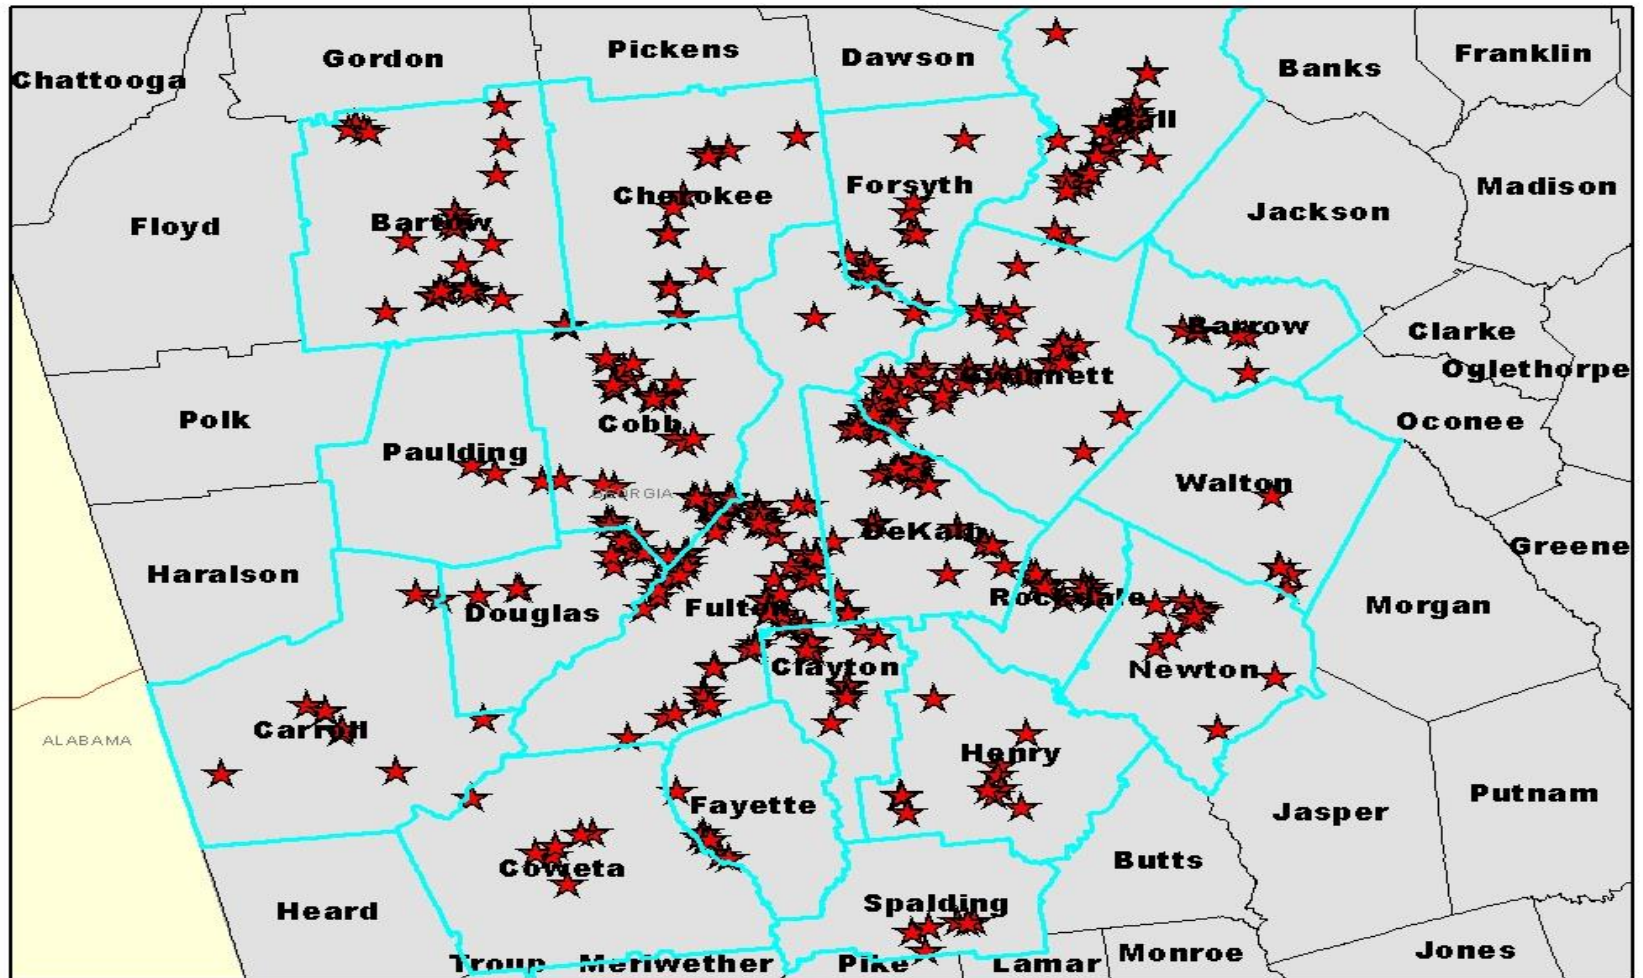 Chattooga
Gordon
Pickens
Dawson
Banks
Franklin
Hall
Floyd
Bartow
Cherokee
Forsyth
Jackson
Madison
Barrow
Clarke
Oglethorpe
Gwinnett
Polk
Cobb
Oconee
Paulding
GEORGIA
Walton
Haralson
DeKalb
Greene
Douglas
Fulton
Rockdale
Morgan
Clayton
Newton
ALABAMA
Carroll
Henry
Fayette
Jasper
Putnam
Coweta
Butts
Heard
Spalding
Troup
Meriwether
Pike
Lamar
Monroe
Jones